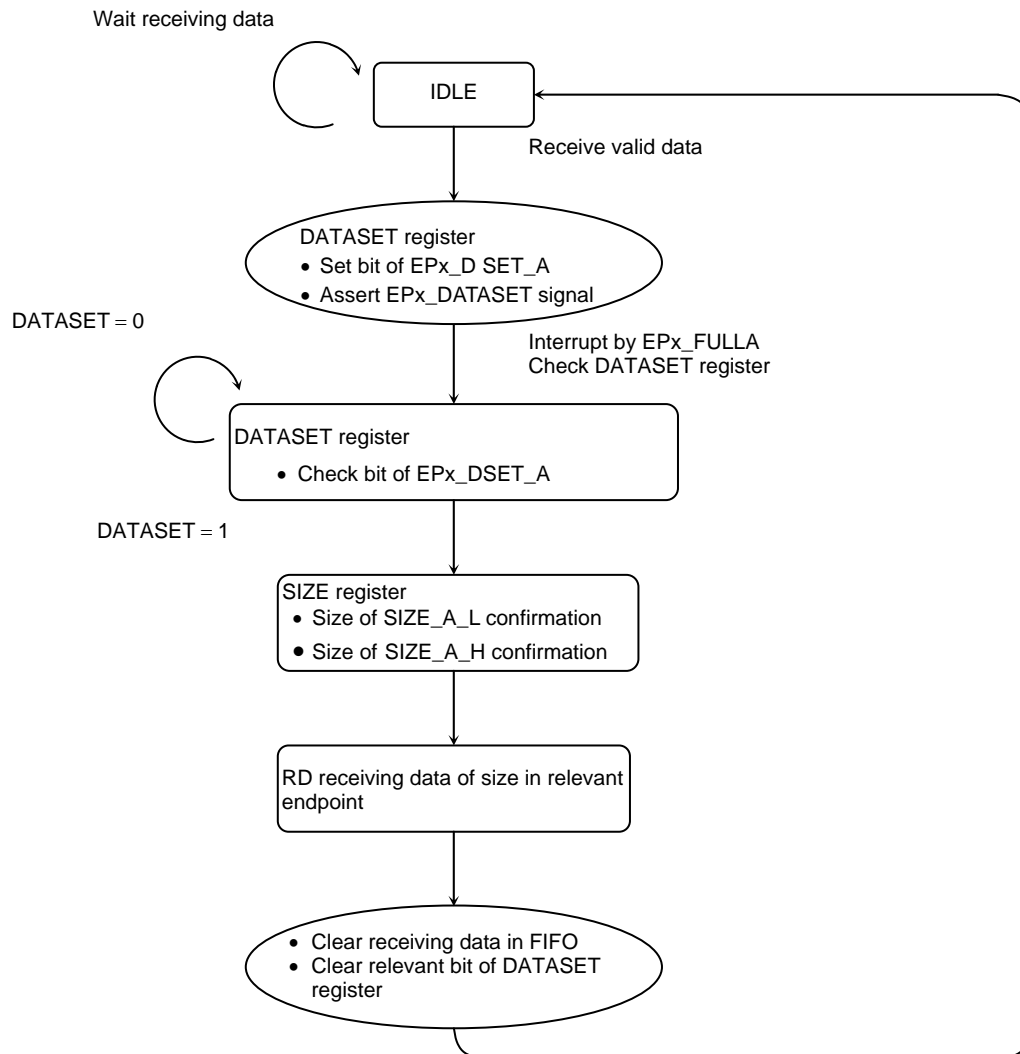 Wait receiving data
IDLE
Receive valid data
DATASET register
• Set bit of EPx_D SET_A
• Assert EPx_DATASET signal
DATASET = 0
Interrupt by EPx_FULLA
Check DATASET register
DATASET register
• Check bit of EPx_DSET_A
DATASET = 1
SIZE register
• Size of SIZE_A_L confirmation
• Size of SIZE_A_H confirmation
RD receiving data of size in relevant
endpoint
• Clear receiving data in FIFO
• Clear relevant bit of DATASET
register